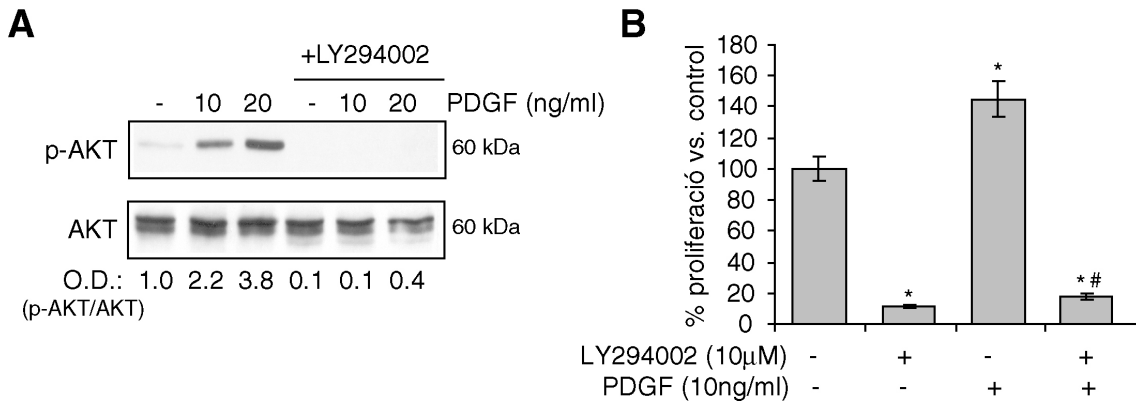 A
+LY294002
- 10 20 - 10 20 PDGF (ng/ml)
p-AKT 60 kDa
AKT 60 kDa
O.D.: 1.0 2.2 3.8 0.1 0.1 0.4
(p-AKT/AKT)
B
% proliferació vs. control
180
160
140
120
100
80
60
40
20
0
*
*
*
* #
LY294002 (10µM) - + - +
PDGF (10ng/ml) - - + +